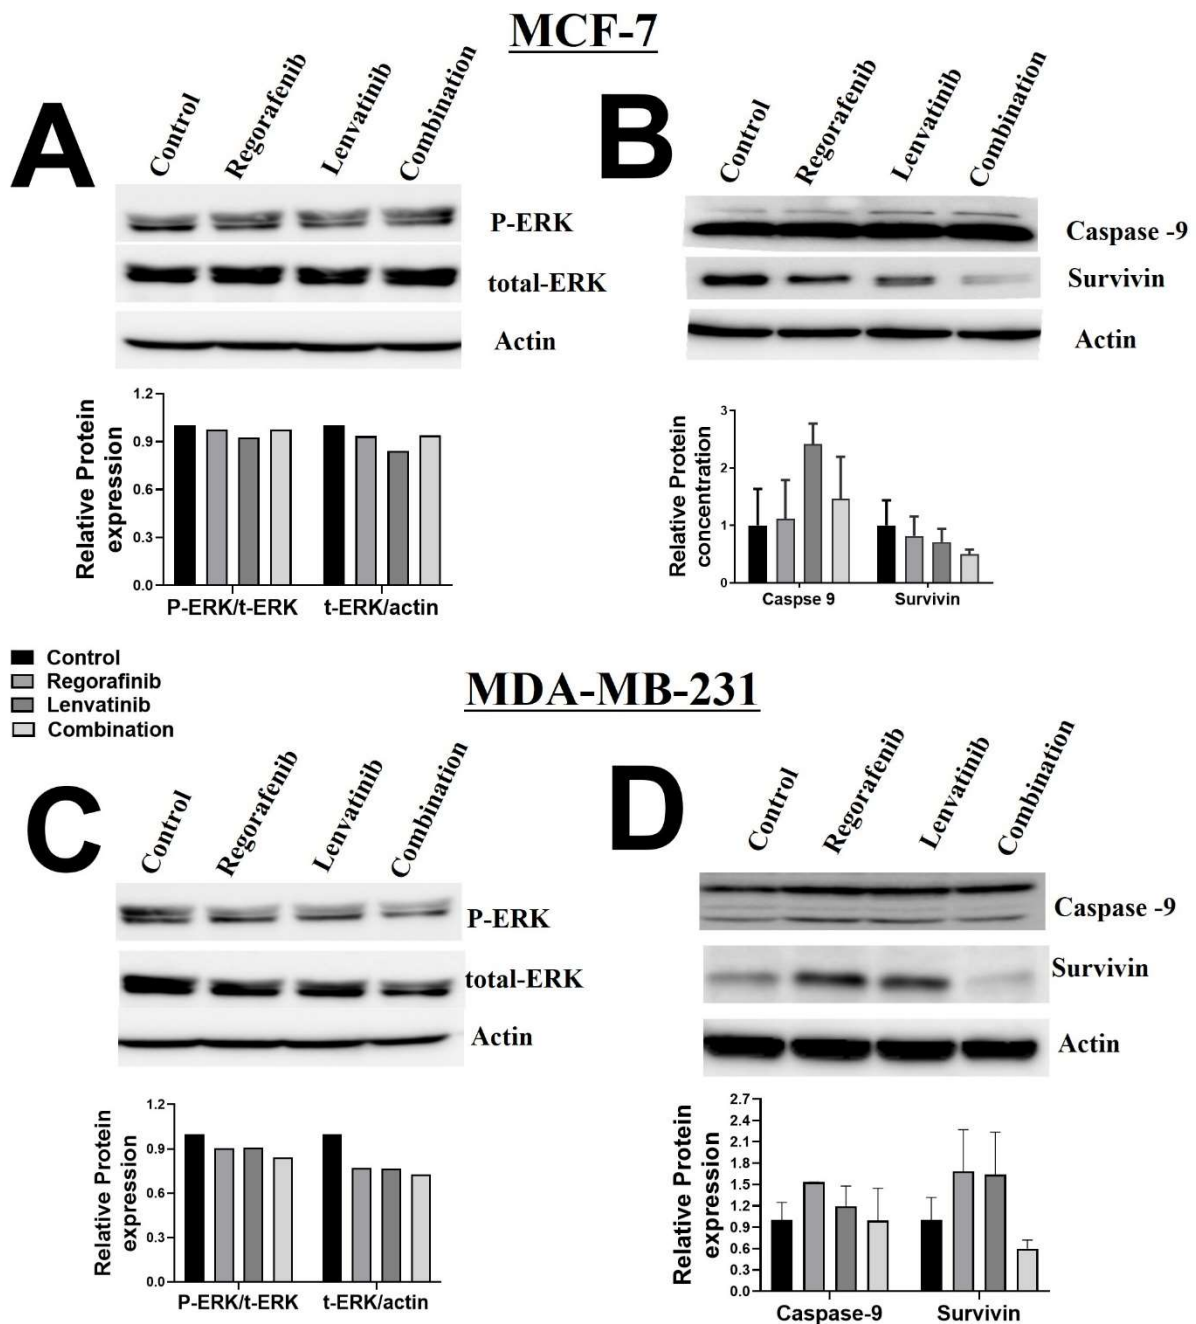 MCF-7
A
Control
Regorafenib
Lenvatinib
Combination
P-ERK
total-ERK
Actin
Relative Protein
expression
1.2
0.9
0.6
0.3
0.0
P-ERK/t-ERK
t-ERK/actin
B
Control
Regorafenib
Lenvatinib
Combination
Caspase -9
Survivin
Actin
Relative Protein
concentration
3
2
1
0
Caspse 9
Survivin
Control
Regorafinib
Lenvatinib
Combination
MDA-MB-231
C
Control
Regorafenib
Lenvatinib
Combination
P-ERK
total-ERK
Actin
Relative Protein
expression
1.2
0.9
0.6
0.3
0.0
P-ERK/t-ERK
t-ERK/actin
D
Control
Regorafenib
Lenvatinib
Combination
Caspase -9
Survivin
Actin
Relative Protein
expression
2.7
2.4
2.1
1.8
1.5
1.2
0.9
0.6
0.3
0.0
Caspase-9
Survivin